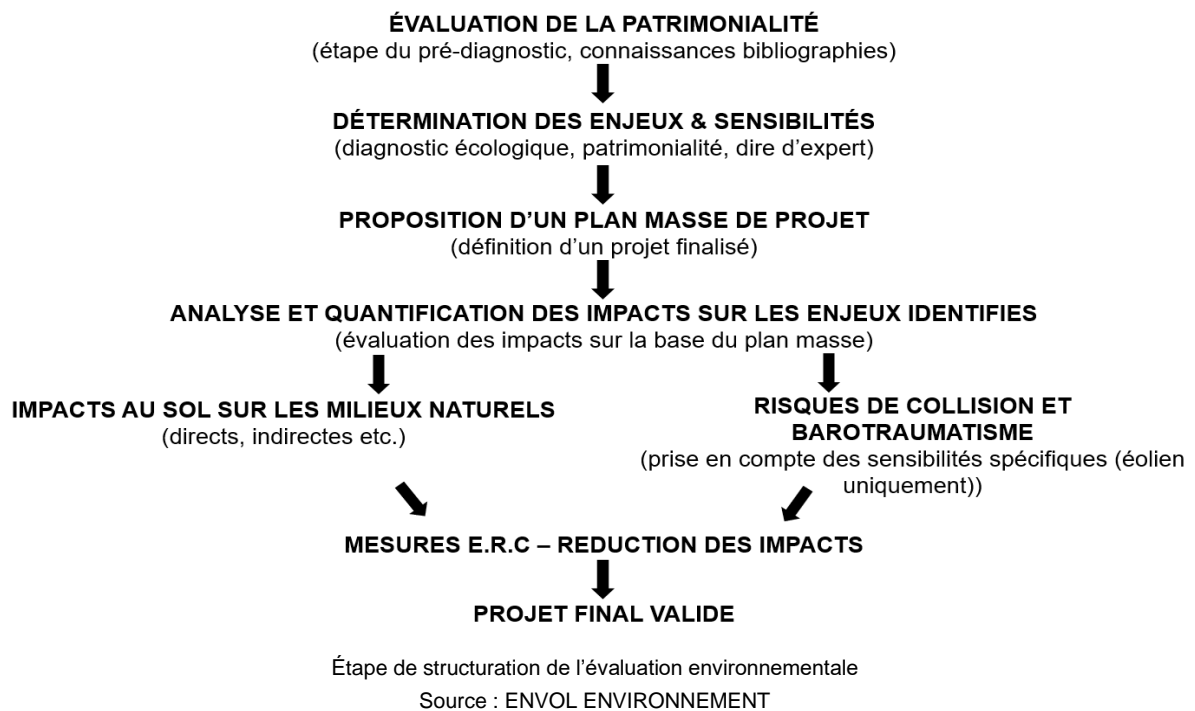 ÉVALUATION DE LA PATRIMONIALITÉ
(étape du pré-diagnostic, connaissances bibliographies)
DÉTERMINATION DES ENJEUX & SENSIBILITÉS
(diagnostic écologique, patrimonialité, dire d’expert)
PROPOSITION D’UN PLAN MASSE DE PROJET
(définition d’un projet finalisé)
ANALYSE ET QUANTIFICATION DES IMPACTS SUR LES ENJEUX IDENTIFIES
(évaluation des impacts sur la base du plan masse)
IMPACTS AU SOL SUR LES MILIEUX NATURELS
(directs, indirectes etc.)
RISQUES DE COLLISION ET
BAROTRAUMATISME
(prise en compte des sensibilités spécifiques (éolien
uniquement))
MESURES E.R.C – REDUCTION DES IMPACTS
PROJET FINAL VALIDE
Étape de structuration de l’évaluation environnementale
Source : ENVOL ENVIRONNEMENT